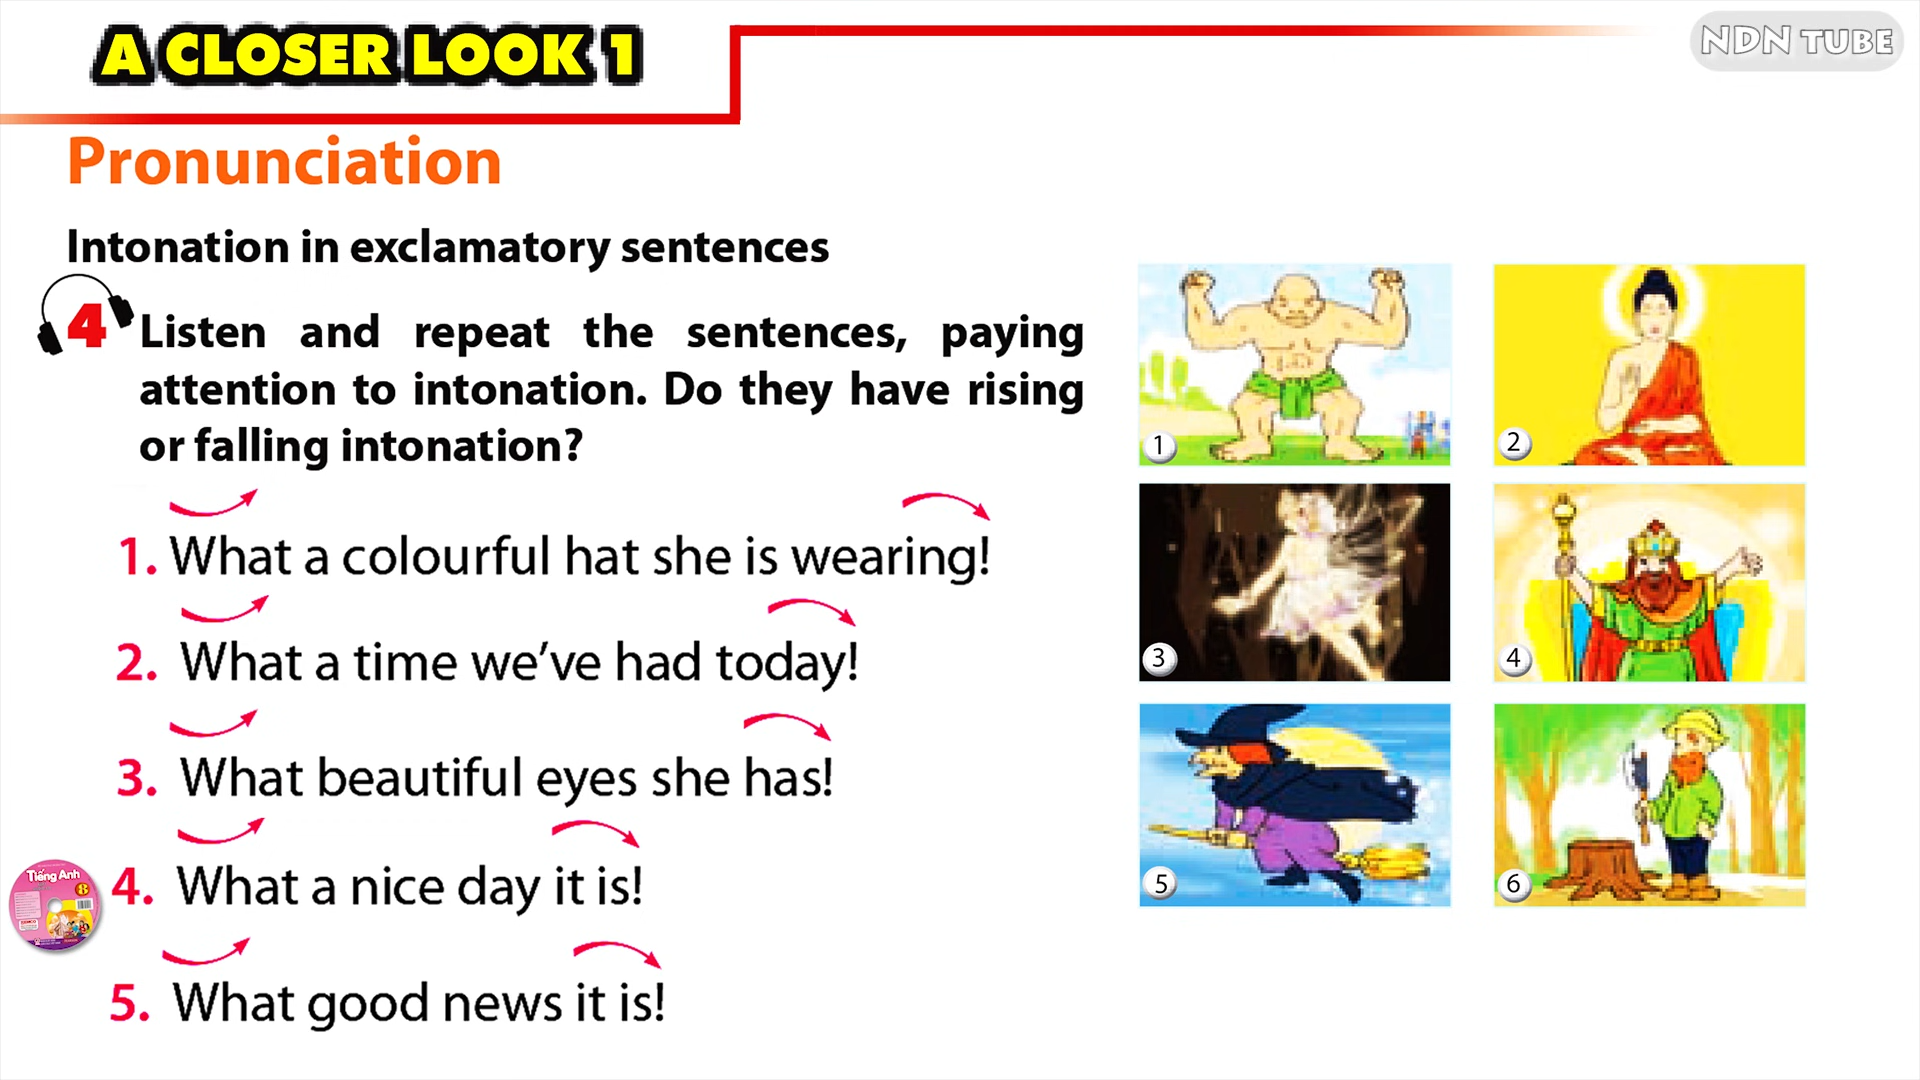 A CLOSER LOOK 1
NDN TUBE
Pronunciation
Intonation in exclamatory sentences
4 Listen and repeat the sentences, paying
attention to intonation. Do they have rising
or falling intonation?
1. What a colourful hat she is wearing!
2. What a time we've had today!
3. What beautiful eyes she has!
4. What a nice day it is!
5. What good news it is!
1
2
3
4
5
6
Tiếng Anh
8